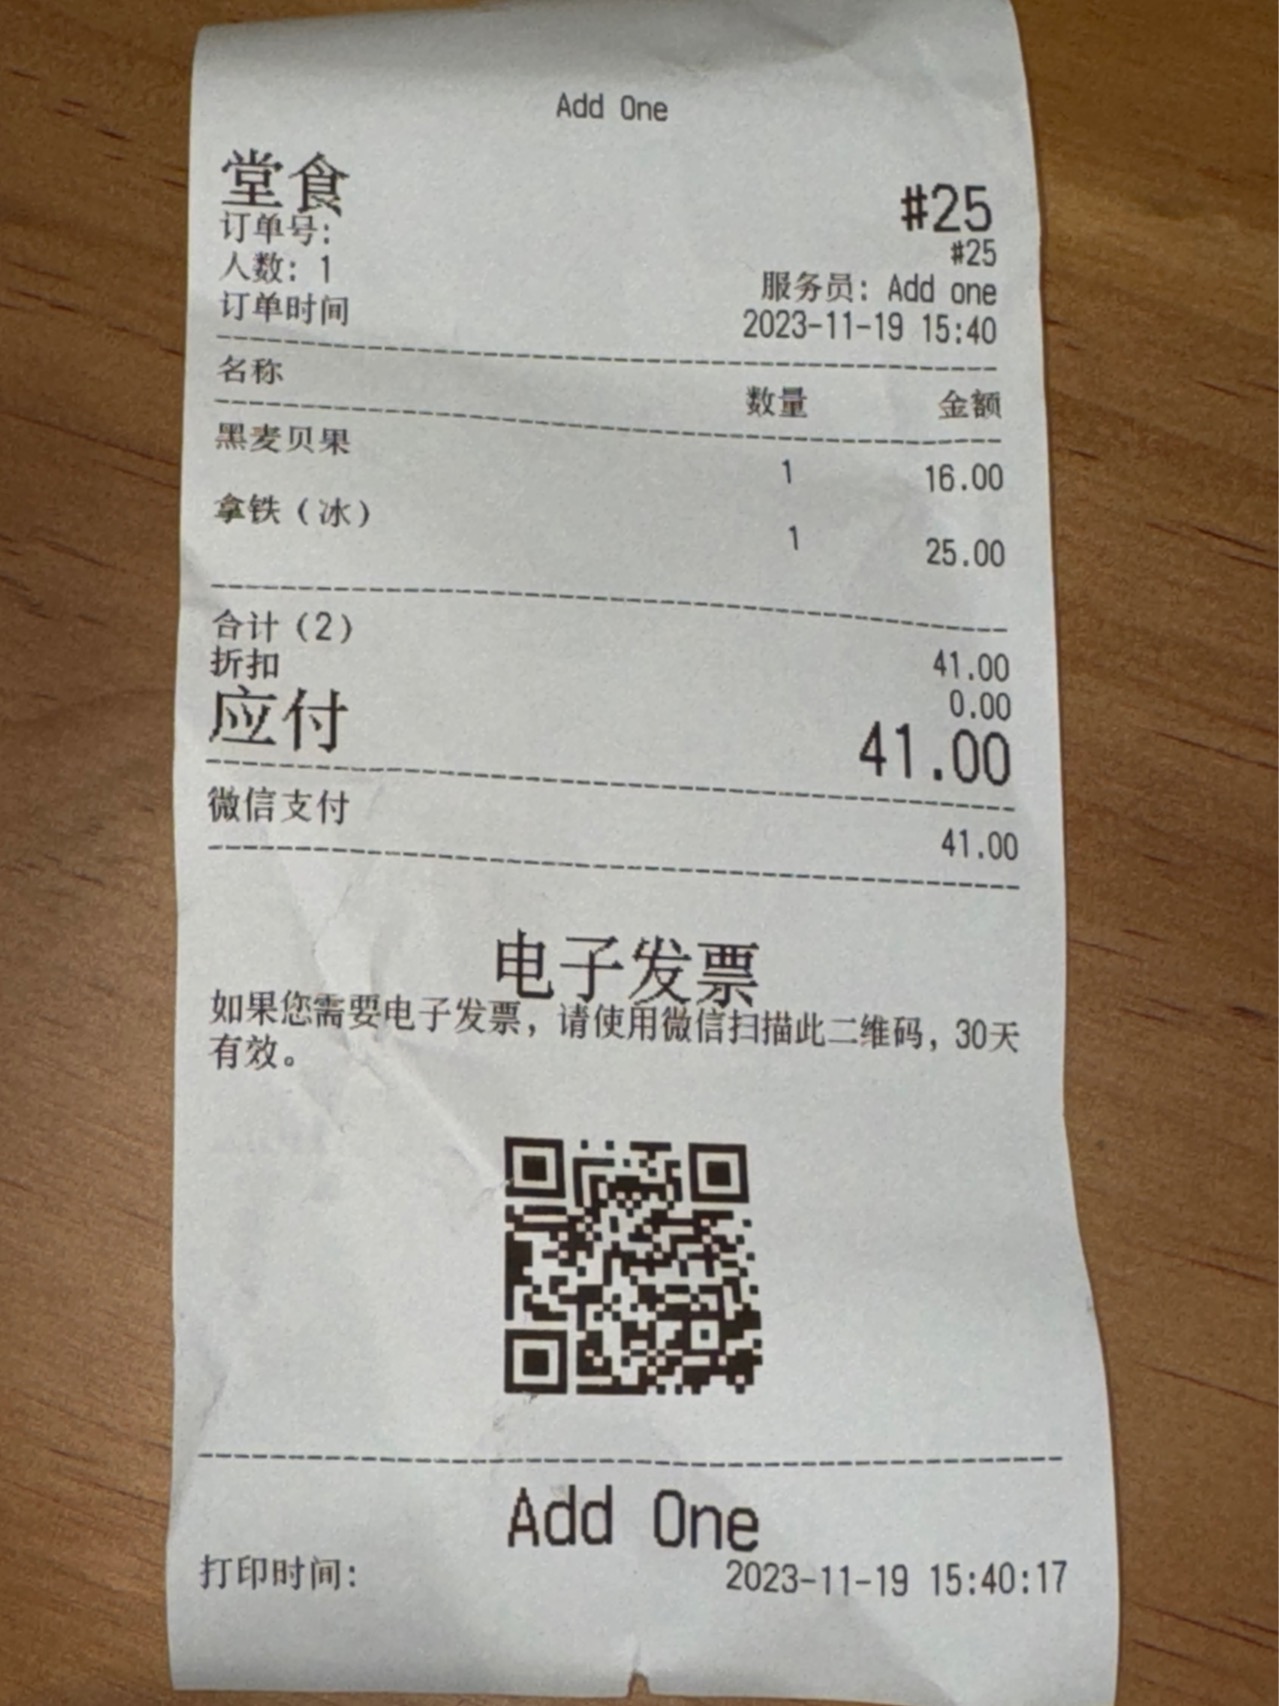 Add One
堂食
#25
订单号:
#25
人数: 1
服务员: Add one
订单时间
2023-11-19 15:40
名称 数量 金额
黑麦贝果 1 16.00
拿铁（冰） 1 25.00
合计（2） 41.00
折扣 0.00
应付 41.00
微信支付 41.00
电子发票
如果您需要电子发票，请使用微信扫描此二维码，30天
有效。
Add One
打印时间: 2023-11-19 15:40:17